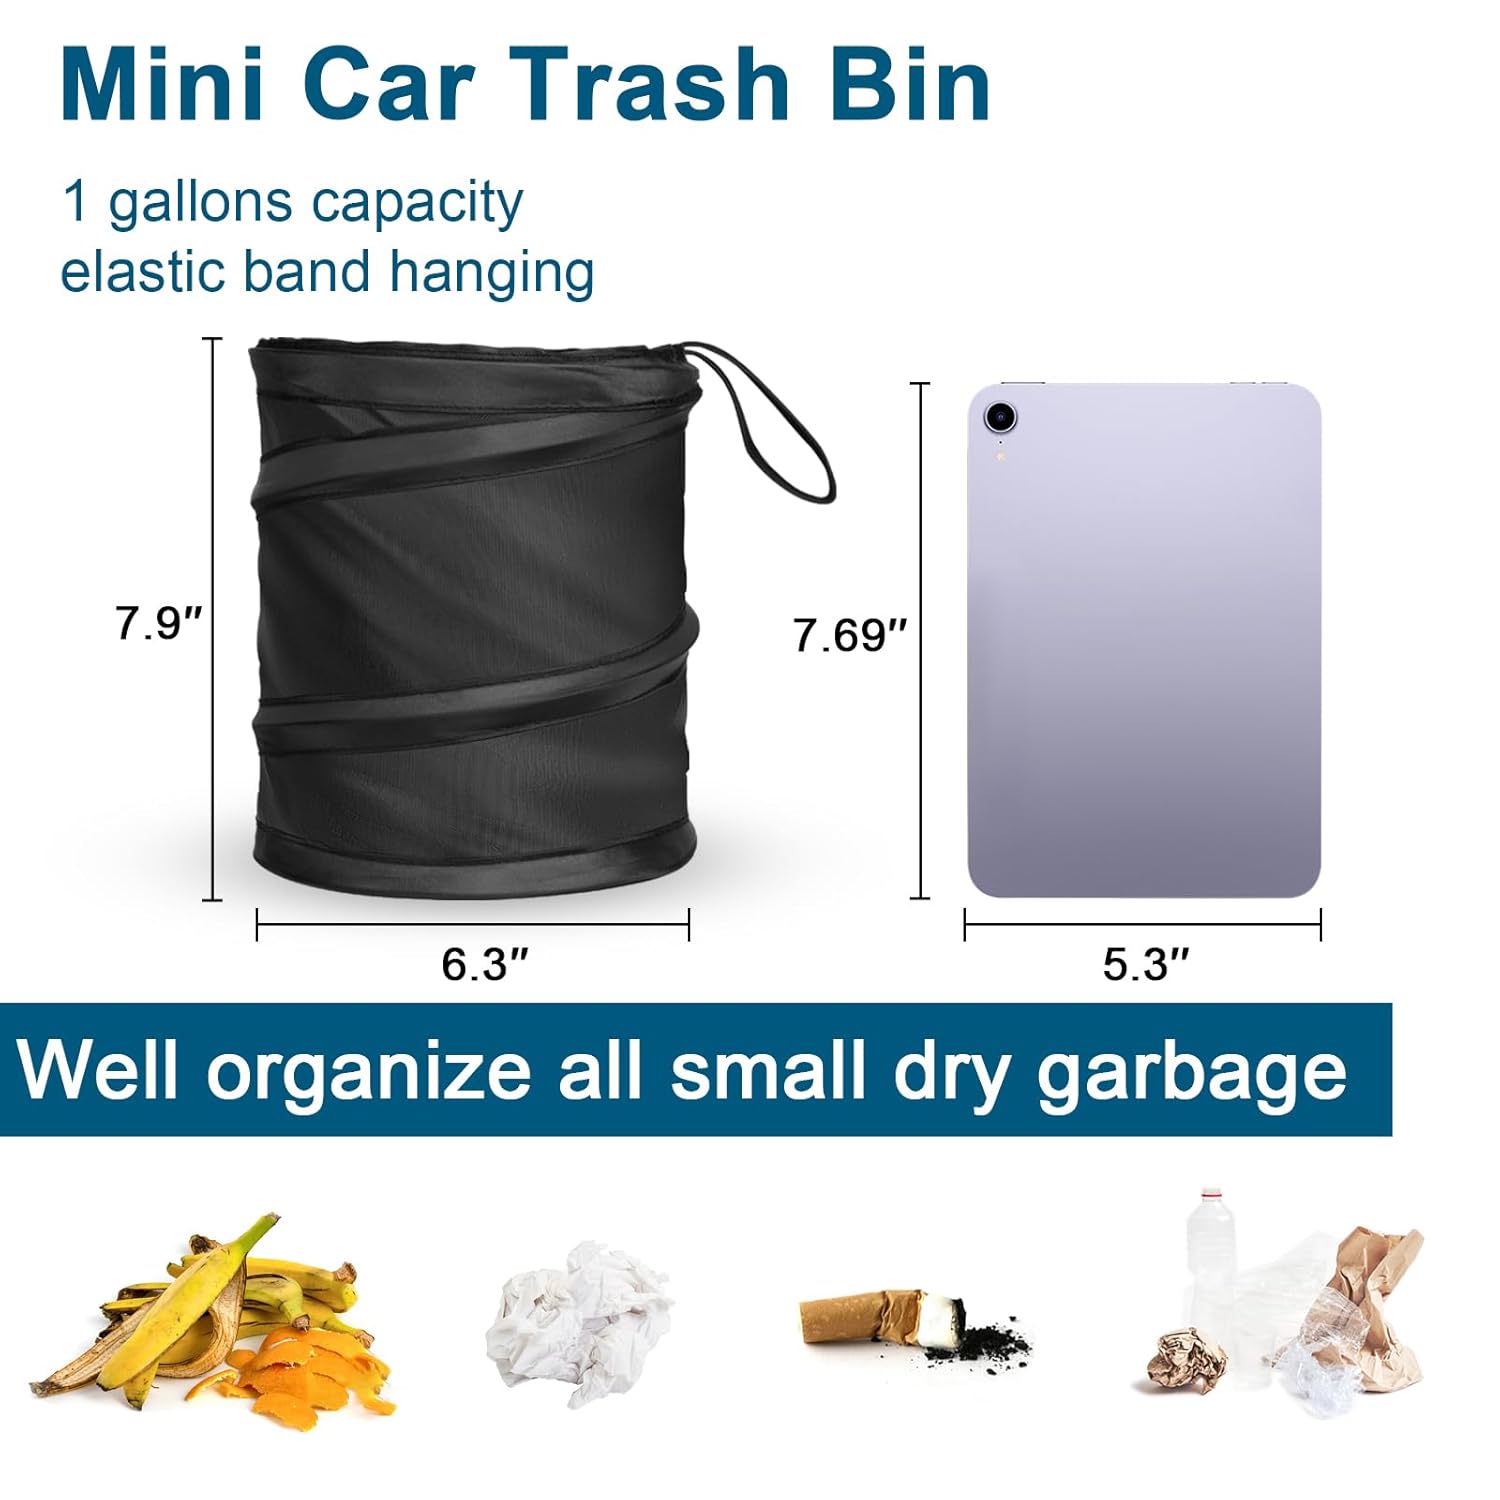 Mini Car Trash Bin
1 gallons capacity
elastic band hanging
7.9"
7.69"
6.3"
5.3"
Well organize all small dry garbage